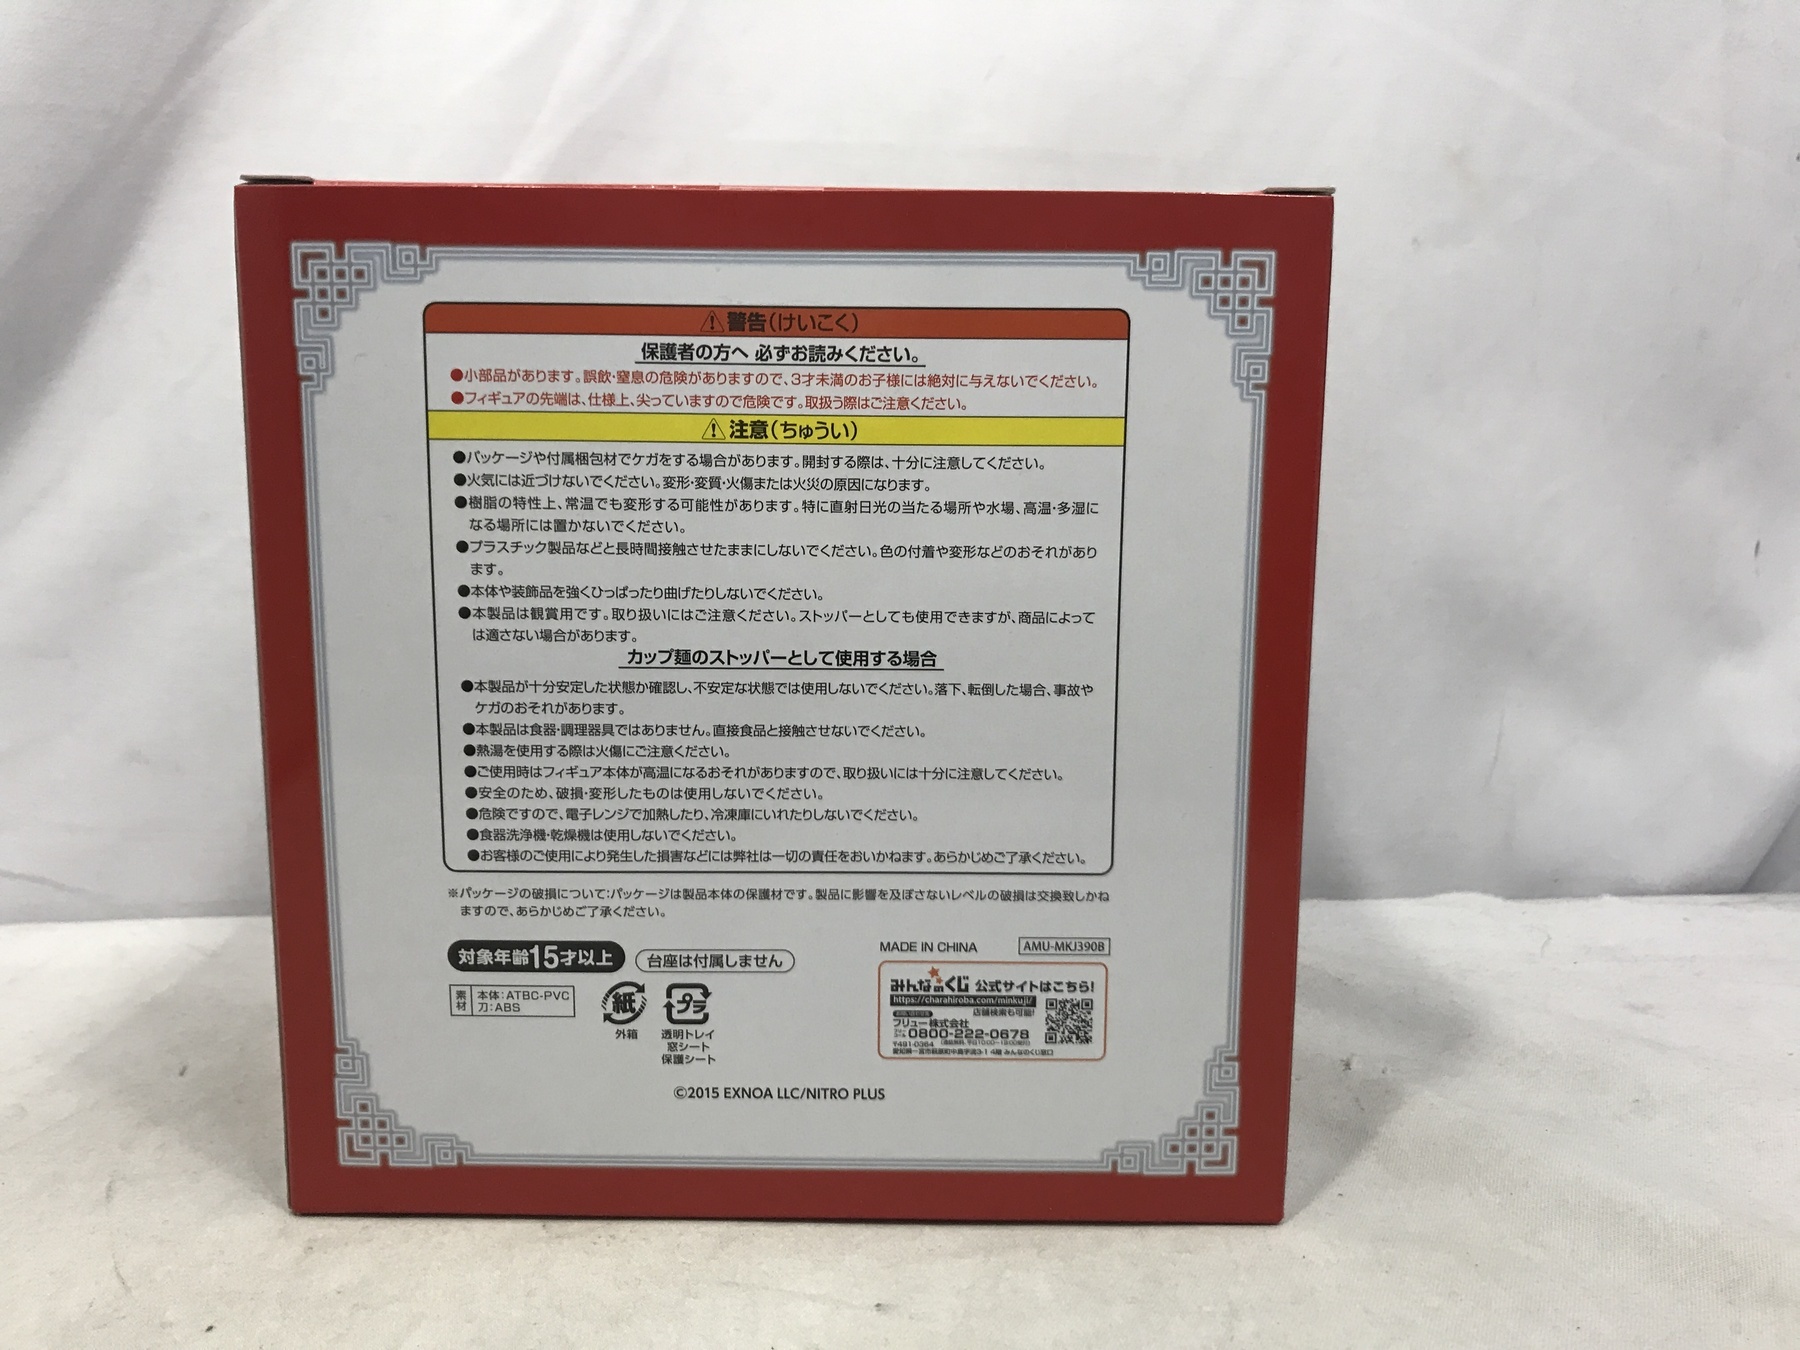 ⚠警告(けいこく)
保護者の方へ 必ずお読みください。
●小部品があります。誤飲・窒息の危険がありますので、3才未満のお子様には絶対に与えないでください。
●フィギュアの先端は、仕様上、尖っていますので危険です。取扱う際はご注意ください。
⚠注意(ちゅうい)
●パッケージや付属梱包材でケガをする場合があります。開封する際は、十分に注意してください。
●火気には近づけないでください。変形・変質・火傷または火災の原因になります。
●樹脂の特性上、常温でも変形する可能性があります。特に直射日光の当たる場所や水場、高温・多湿に
なる場所には置かないでください。
●プラスチック製品などと長時間接触させたままにしないでください。色の付着や変形などのおそれがあり
ます。
●本体や装飾品を強くひっぱったり曲げたりしないでください。
●本製品は観賞用です。取り扱いにはご注意ください。ストッパーとしても使用できますが、商品によって
は適さない場合があります。
カップ麺のストッパーとして使用する場合
●本製品が十分安定した状態か確認し、不安定な状態では使用しないでください。落下、転倒した場合、事故や
ケガのおそれがあります。
●本製品は食器・調理器具ではありません。直接食品と接触させないでください。
●熱湯を使用する際は火傷にご注意ください。
●ご使用時はフィギュア本体が高温になるおそれがありますので、取り扱いには十分に注意してください。
●安全のため、破損・変形したものは使用しないでください。
●危険ですので、電子レンジで加熱したり、冷凍庫にいれたりしないでください。
●食器洗浄機・乾燥機は使用しないでください。
●お客様のご使用により発生した損害などには弊社は一切の責任をおいかねます。あらかじめご了承ください。
※パッケージの破損について:パッケージは製品本体の保護材です。製品に影響を及ぼさないレベルの破損は交換致しかね
ますので、あらかじめご了承ください。
対象年齢15才以上
台座は付属しません
MADE IN CHINA
AMU-MKJ390B
素材
本体:ATBC-PVC
刀:ABS
紙
外箱
プラ
透明トレイ
窓シート
保護シート
みんなのくじ 公式サイトはこちら!
https://charahiroba.com/minkuji/
店舗検索も可能!
フリュー株式会社
0800-222-0678
〒491-0364
愛知県一宮市萩原町中島字流3-1 4階 みんなのくじ窓口
©2015 EXNOA LLC/NITRO PLUS